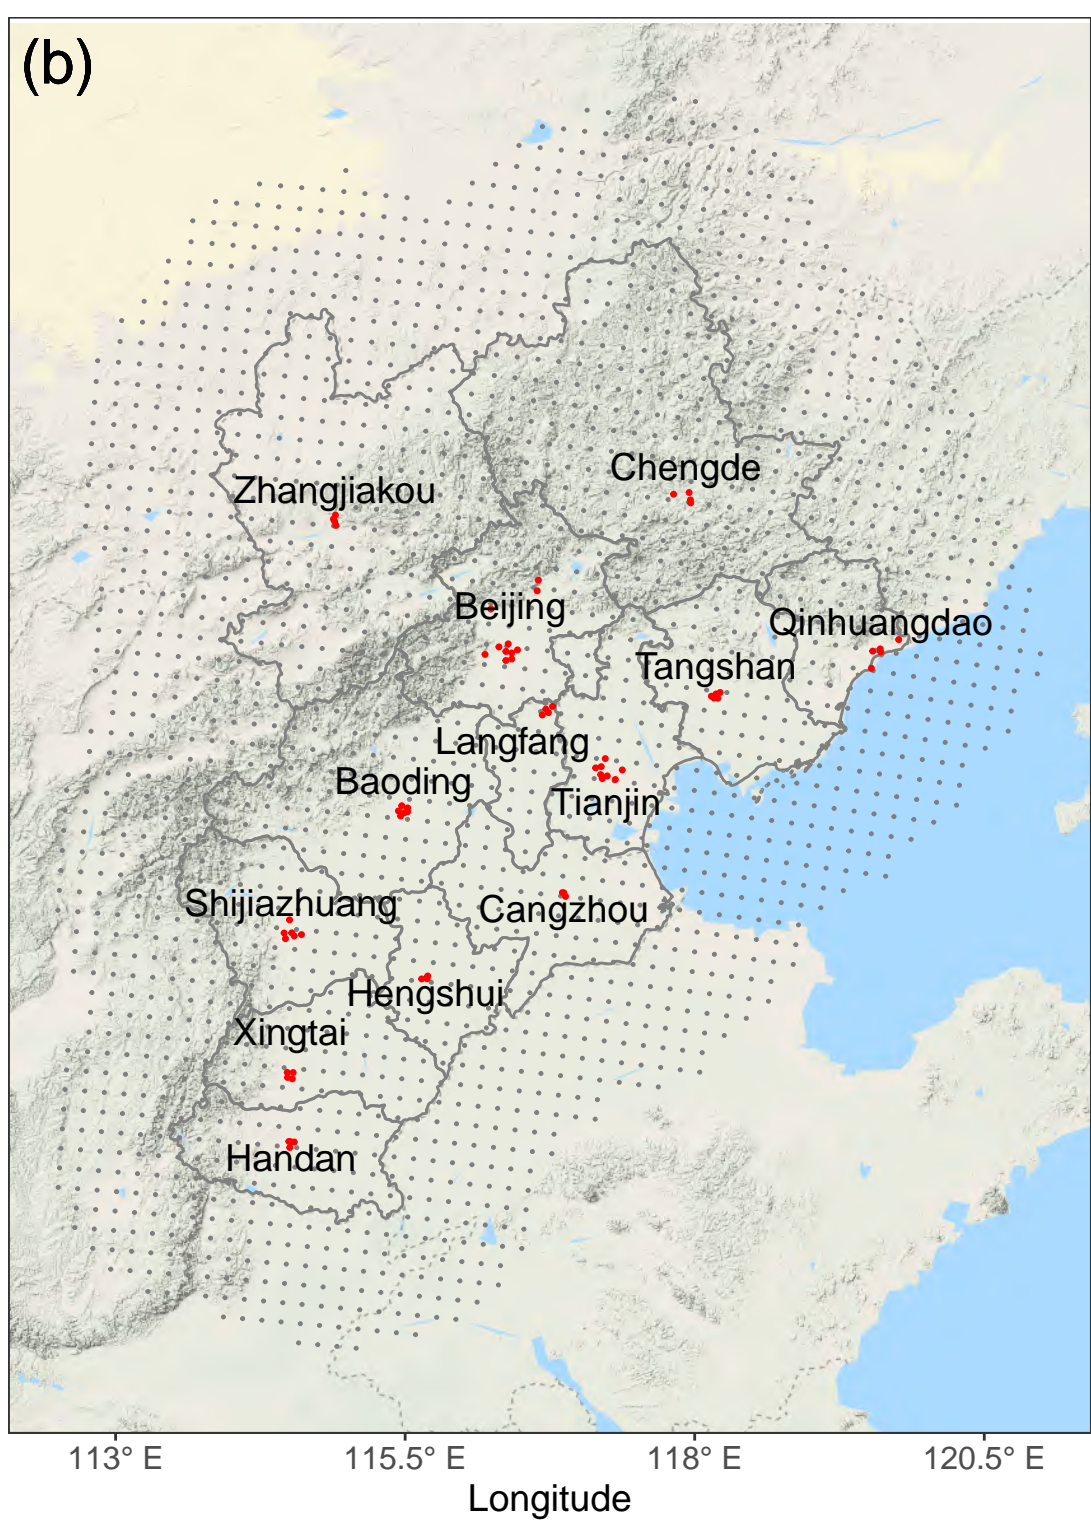 (b)
Chengde
Zhangjiakou
Beijing
Qinhuangdao
Tangshan
Langfang
Baoding
Tianjin
Shijiazhuang
Cangzhou
Hengshui
Xingtai
Handan
113° E
115.5° E
118° E
120.5° E
Longitude